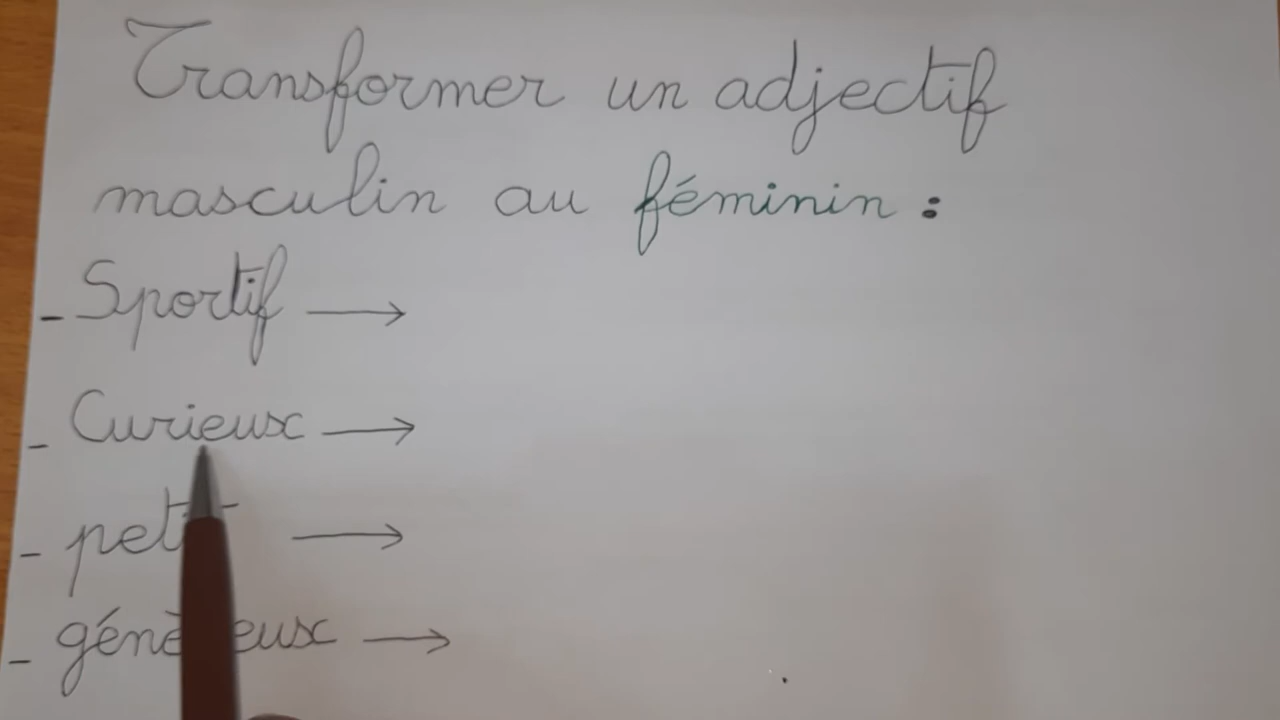 Transformer un adjectif
masculin au féminin :
- Sportif →
- Curieux →
- →
- →